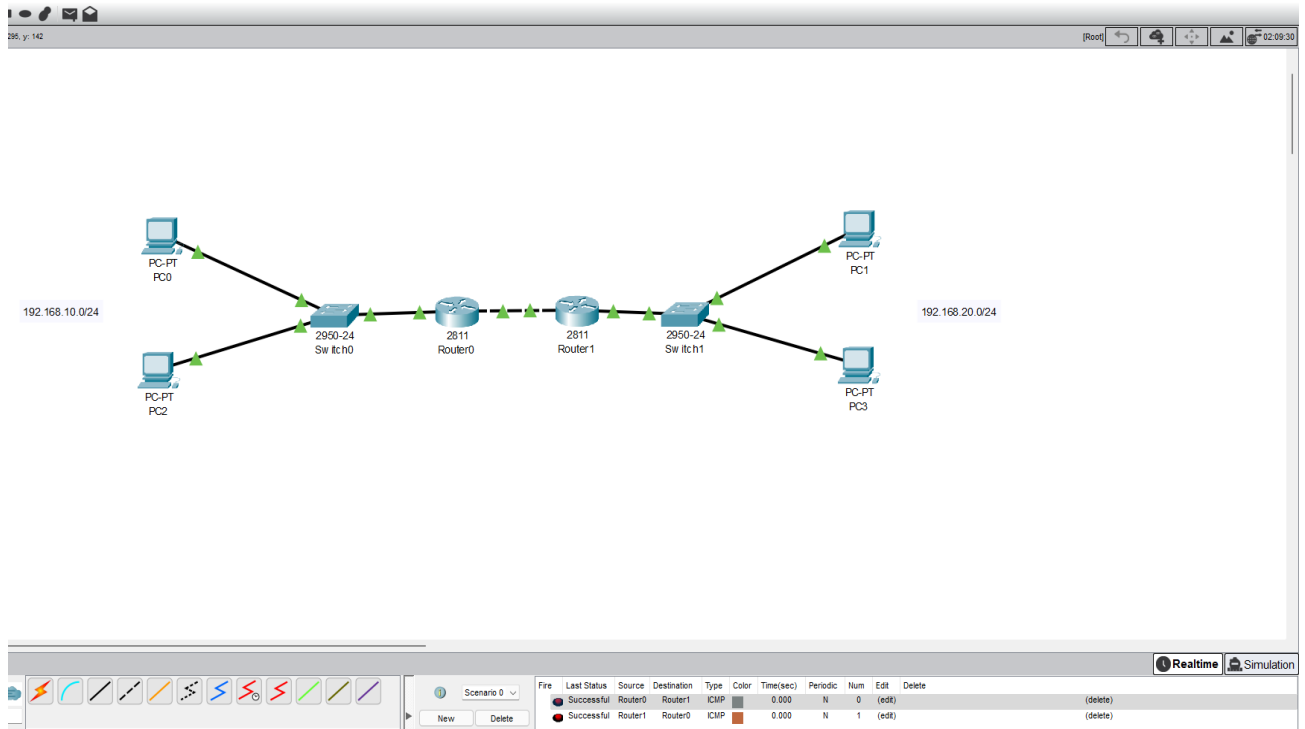 295, y: 142
[Root]
02:09:30
PC-PT
PC0
PC-PT
PC1
192.168.10.0/24
192.168.20.0/24
2950-24
Switch0
2811
Router0
2811
Router1
2950-24
Switch1
PC-PT
PC2
PC-PT
PC3
Realtime
Simulation
Scenario 0
New Delete
Fire Last Status Source Destination Type Color Time(sec) Periodic Num Edit Delete
Successful Router0 Router1 ICMP 0.000 N 0 (edit) (delete)
Successful Router1 Router0 ICMP 0.000 N 1 (edit) (delete)